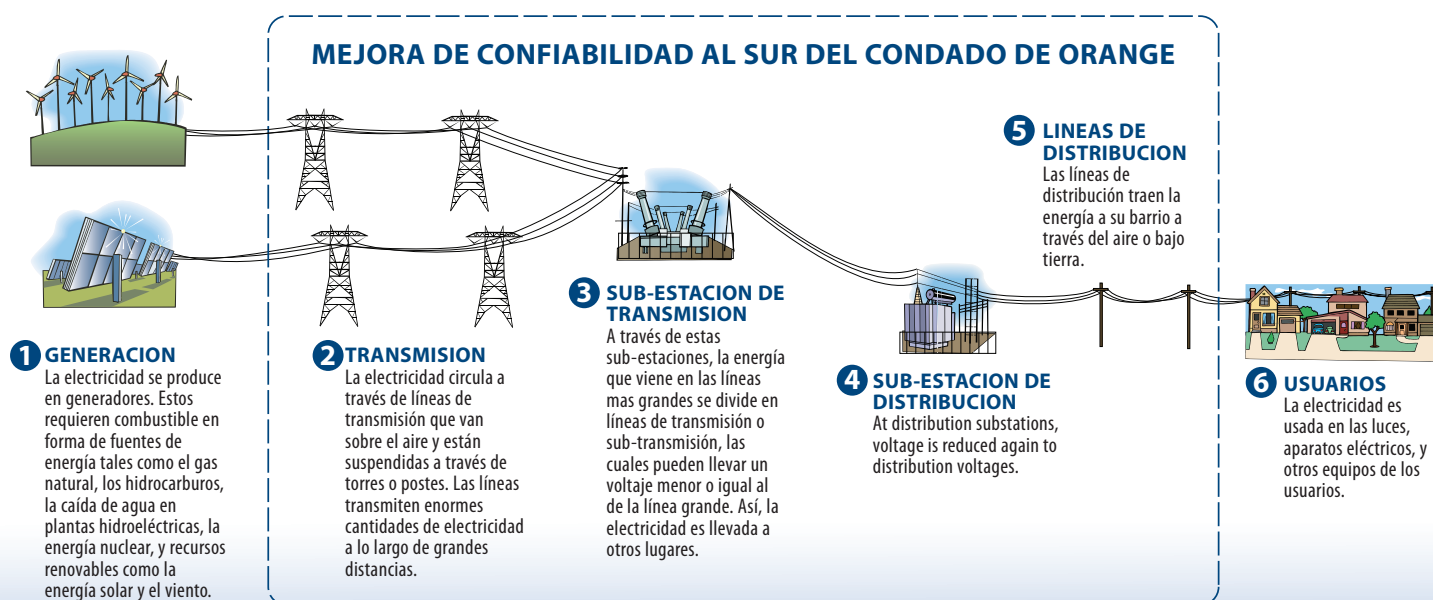 MEJORA DE CONFIABILIDAD AL SUR DEL CONDADO DE ORANGE
1 GENERACION
La electricidad se produce
en generadores. Estos
requieren combustible en
forma de fuentes de
energía tales como el gas
natural, los hidrocarburos,
la caída de agua en
plantas hidroeléctricas, la
energía nuclear, y recursos
renovables como la
energía solar y el viento.
2 TRANSMISION
La electricidad circula a
través de líneas de
transmisión que van
sobre el aire y están
suspendidas a través de
torres o postes. Las líneas
transmiten enormes
cantidades de electricidad
a lo largo de grandes
distancias.
3 SUB-ESTACION DE
TRANSMISION
A través de estas
sub-estaciones, la energía
que viene en las líneas
mas grandes se divide en
líneas de transmisión o
sub-transmisión, las
cuales pueden llevar un
voltaje menor o igual al
de la línea grande. Así, la
electricidad es llevada a
otros lugares.
4 SUB-ESTACION DE
DISTRIBUCION
At distribution substations,
voltage is reduced again to
distribution voltages.
5 LINEAS DE
DISTRIBUCION
Las líneas de
distribución traen la
energía a su barrio a
través del aire o bajo
tierra.
6 USUARIOS
La electricidad es
usada en las luces,
aparatos eléctricos, y
otros equipos de los
usuarios.